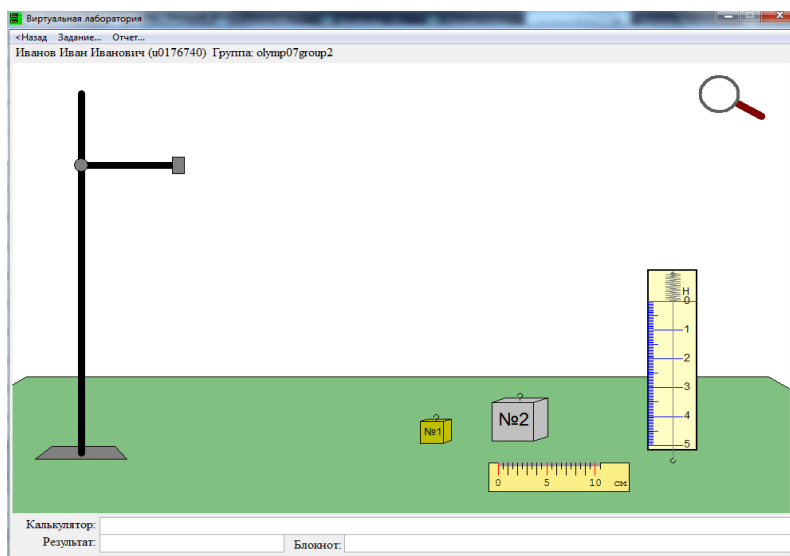 Виртуальная лаборатория
<Назад Задание... Отчет...
Иванов Иван Иванович (u0176740) Группа: olymp07group2
Н
0
1
2
3
4
5
№1
№2
0 5 10 см
Калькулятор:
Результат: Блокнот: